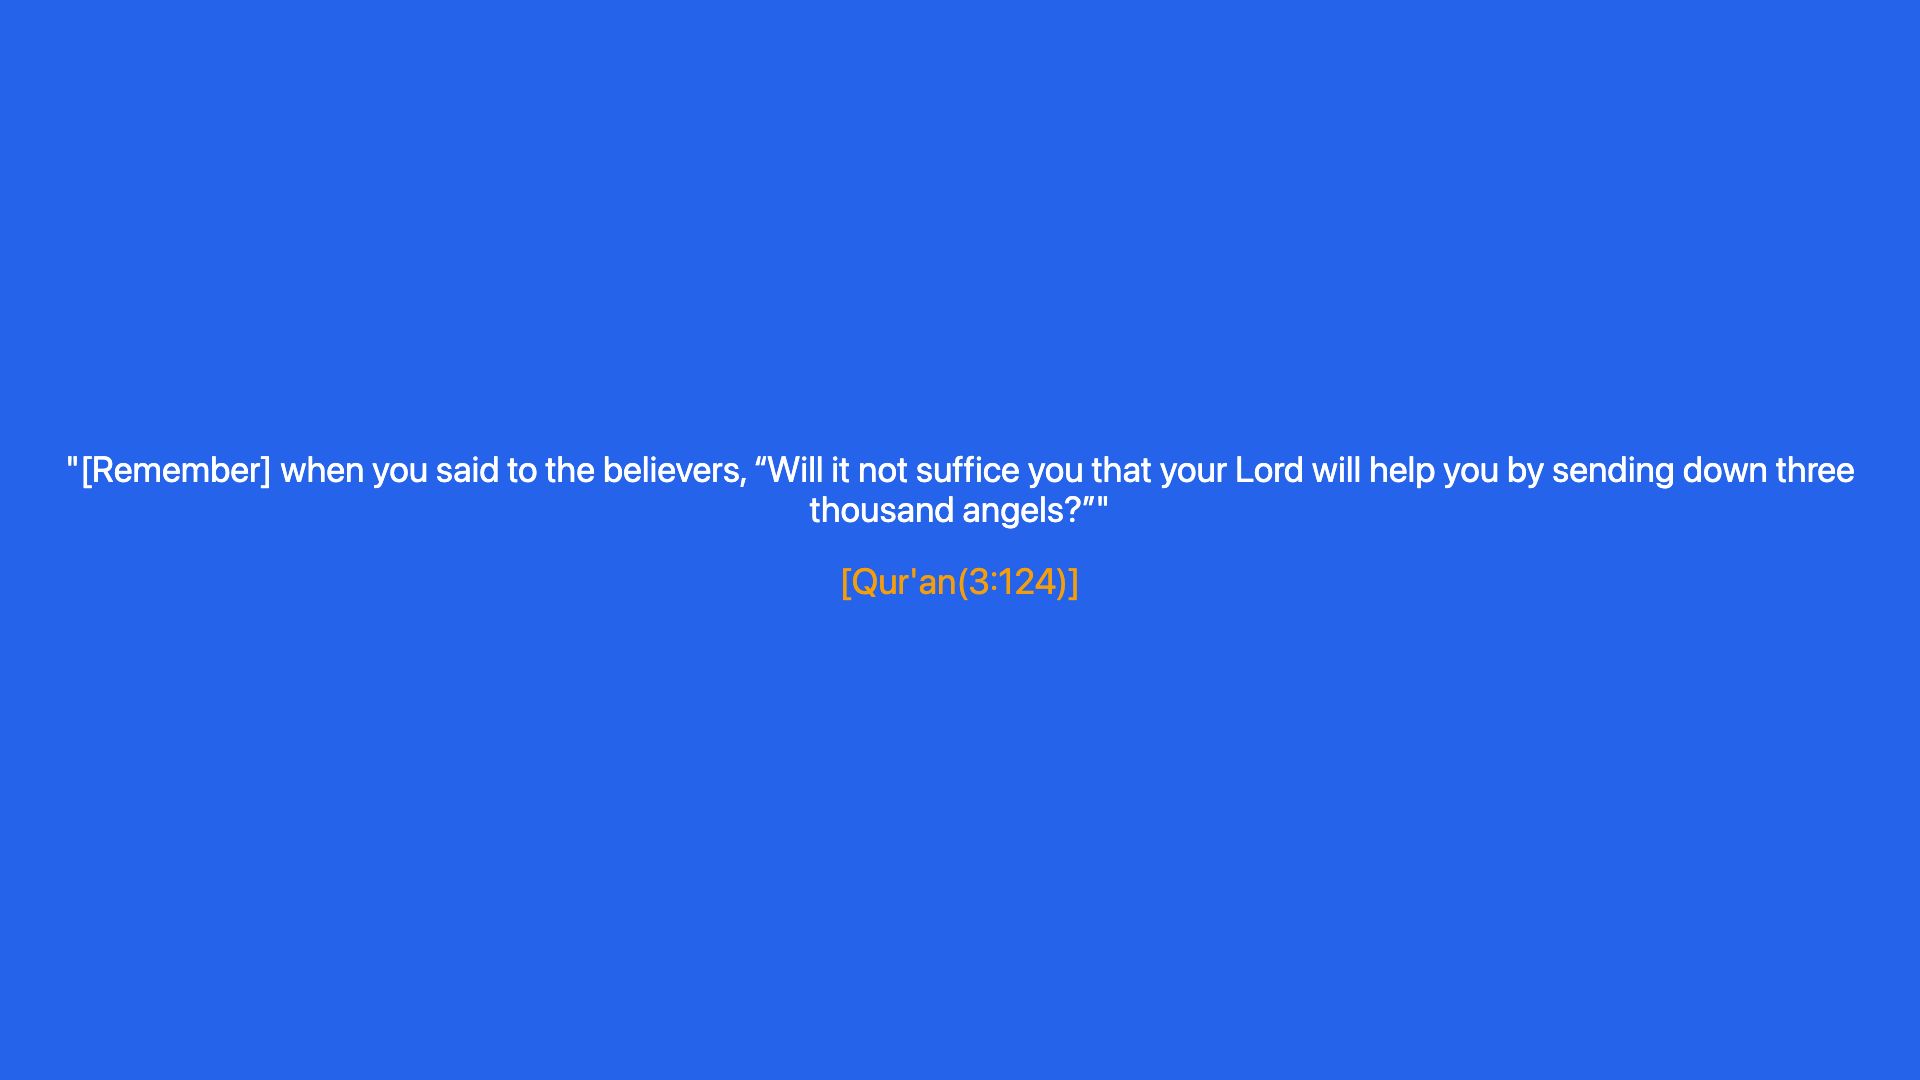 "[Remember] when you said to the believers, “Will it not suffice you that your Lord will help you by sending down three
thousand angels?”"
[Qur'an(3:124)]